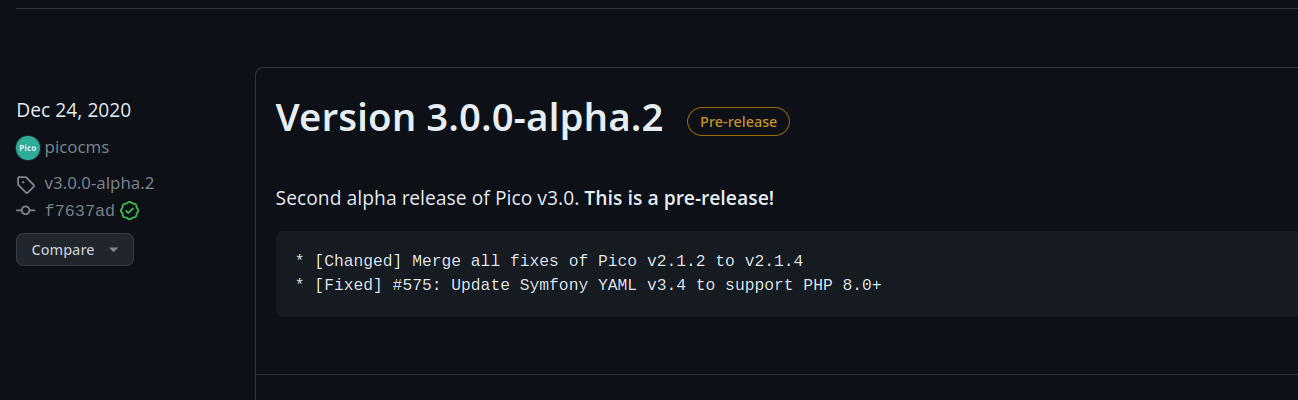 Dec 24, 2020
Pico picocms
v3.0.0-alpha.2
f7637ad
Compare
Version 3.0.0-alpha.2 Pre-release
Second alpha release of Pico v3.0. This is a pre-release!
* [Changed] Merge all fixes of Pico v2.1.2 to v2.1.4
* [Fixed] #575: Update Symfony YAML v3.4 to support PHP 8.0+